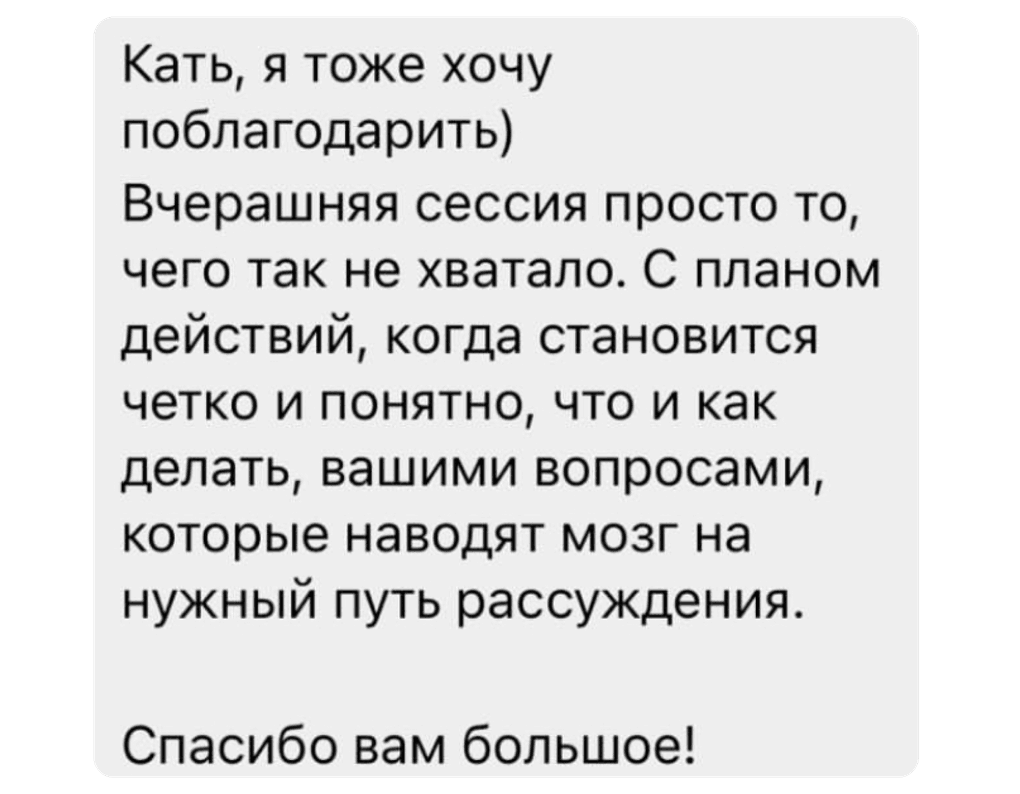 Кать, я тоже хочу
поблагодарить)
Вчерашняя сессия просто то,
чего так не хватало. С планом
действий, когда становится
четко и понятно, что и как
делать, вашими вопросами,
которые наводят мозг на
нужный путь рассуждения.
Спасибо вам большое!